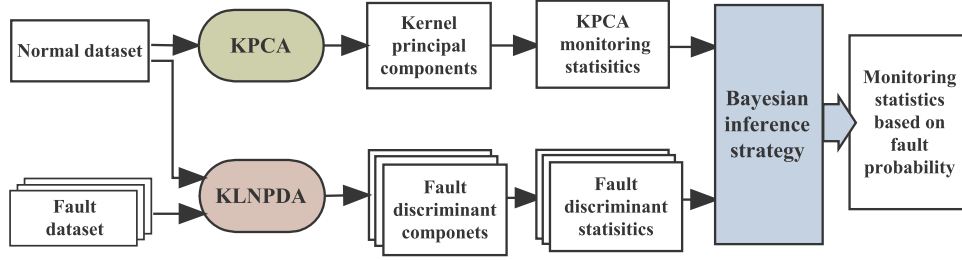 Normal dataset
KPCA
Kernel
principal
components
KPCA
monitoring
statisitics
Bayesian
inference
strategy
Monitoring
statistics
based on
fault
probability
Fault
dataset
KLNPDA
Fault
discriminant
componets
Fault
discriminant
statisitics